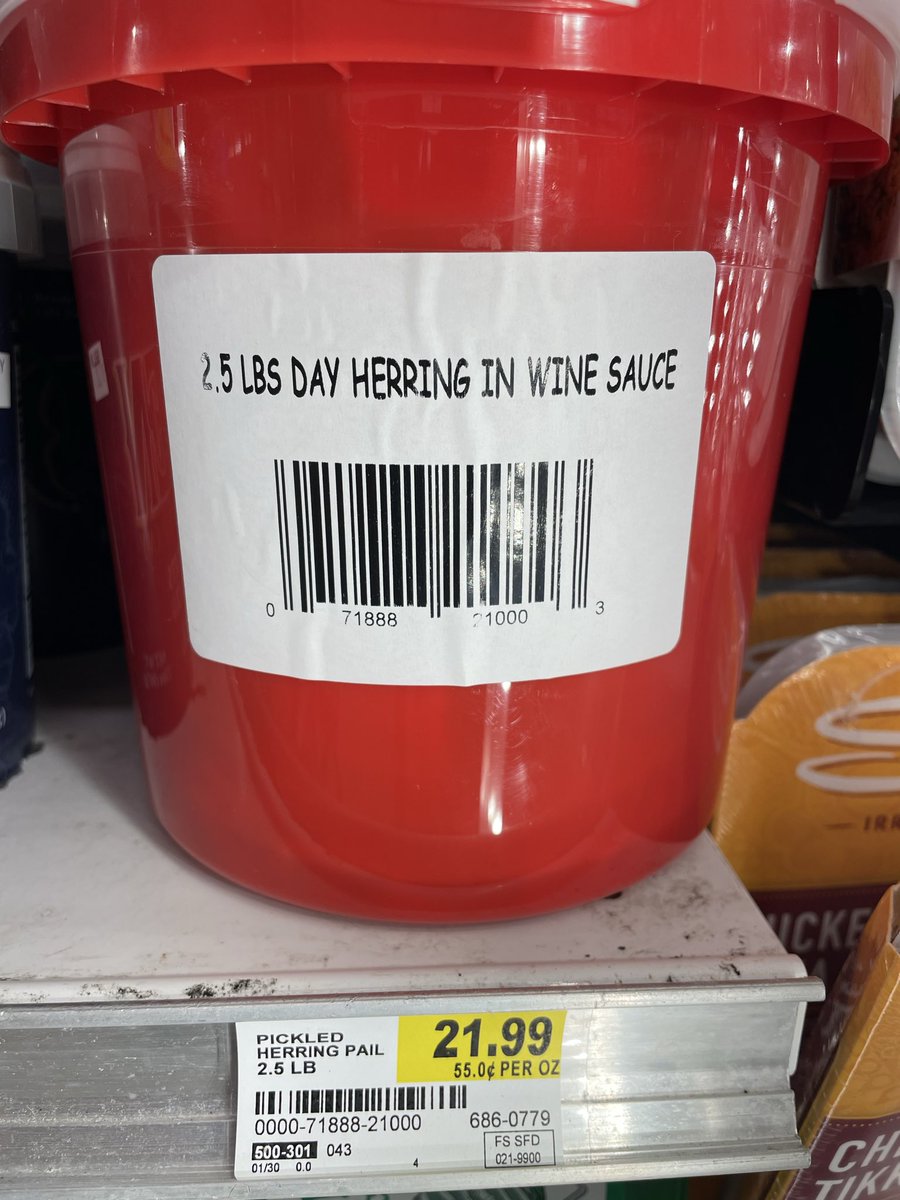 2.5 LBS DAY HERRING IN WINE SAUCE
0 71888 21000 3
PICKLED
HERRING PAIL
2.5 LB
21.99
55.0¢ PER OZ
0000-71888-21000
686-0779
500-301 043
FS SFD
021-9900
01/30 0.0
4